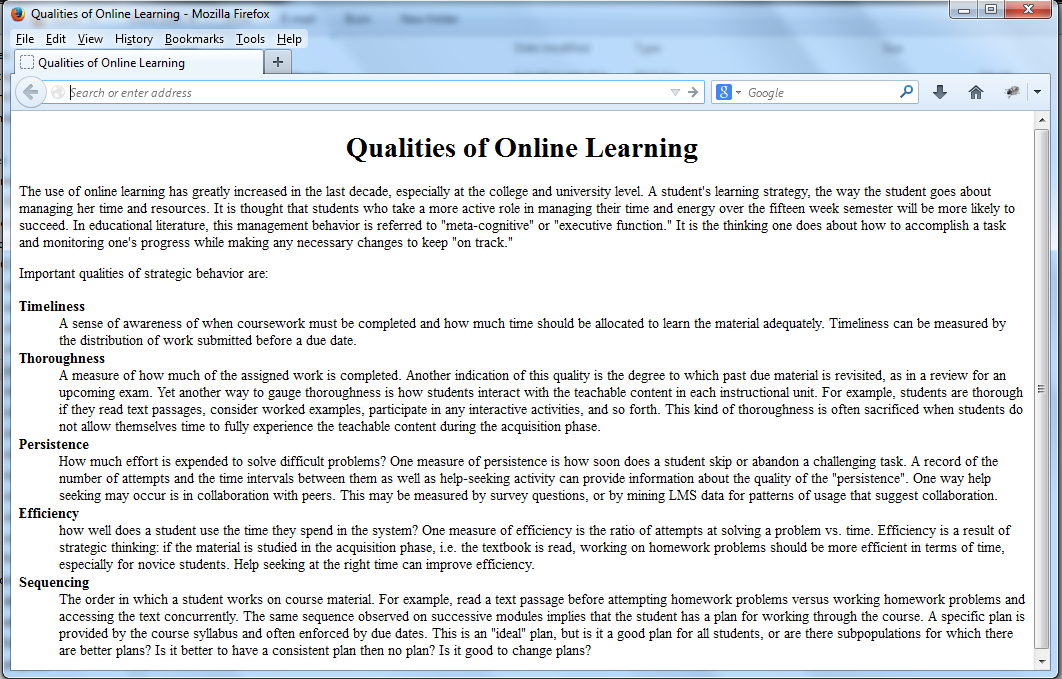 Qualities of Online Learning - Mozilla Firefox
File Edit View History Bookmarks Tools Help
Qualities of Online Learning
Search or enter address
8 Google
Qualities of Online Learning
The use of online learning has greatly increased in the last decade, especially at the college and university level. A student's learning strategy, the way the student goes about
managing her time and resources. It is thought that students who take a more active role in managing their time and energy over the fifteen week semester will be more likely to
succeed. In educational literature, this management behavior is referred to "meta-cognitive" or "executive function." It is the thinking one does about how to accomplish a task
and monitoring one's progress while making any necessary changes to keep "on track."
Important qualities of strategic behavior are:
Timeliness
A sense of awareness of when coursework must be completed and how much time should be allocated to learn the material adequately. Timeliness can be measured by
the distribution of work submitted before a due date.
Thoroughness
A measure of how much of the assigned work is completed. Another indication of this quality is the degree to which past due material is revisited, as in a review for an
upcoming exam. Yet another way to gauge thoroughness is how students interact with the teachable content in each instructional unit. For example, students are thorough
if they read text passages, consider worked examples, participate in any interactive activities, and so forth. This kind of thoroughness is often sacrificed when students do
not allow themselves time to fully experience the teachable content during the acquisition phase.
Persistence
How much effort is expended to solve difficult problems? One measure of persistence is how soon does a student skip or abandon a challenging task. A record of the
number of attempts and the time intervals between them as well as help-seeking activity can provide information about the quality of the "persistence". One way help
seeking may occur is in collaboration with peers. This may be measured by survey questions, or by mining LMS data for patterns of usage that suggest collaboration.
Efficiency
how well does a student use the time they spend in the system? One measure of efficiency is the ratio of attempts at solving a problem vs. time. Efficiency is a result of
strategic thinking: if the material is studied in the acquisition phase, i.e. the textbook is read, working on homework problems should be more efficient in terms of time,
especially for novice students. Help seeking at the right time can improve efficiency.
Sequencing
The order in which a student works on course material. For example, read a text passage before attempting homework problems versus working homework problems and
accessing the text concurrently. The same sequence observed on successive modules implies that the student has a plan for working through the course. A specific plan is
provided by the course syllabus and often enforced by due dates. This is an "ideal" plan, but is it a good plan for all students, or are there subpopulations for which there
are better plans? Is it better to have a consistent plan then no plan? Is it good to change plans?